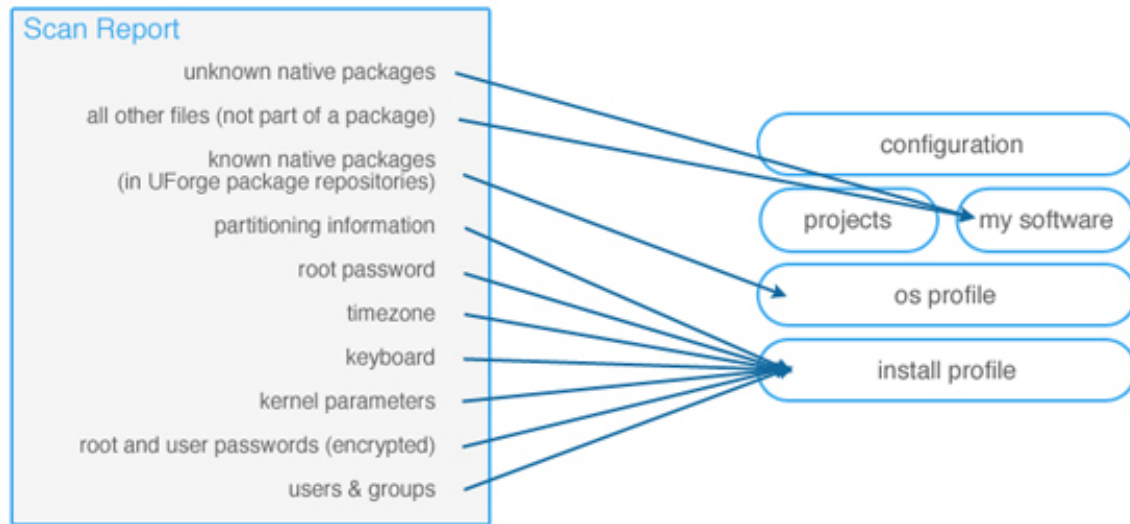 Scan Report
unknown native packages
all other files (not part of a package)
known native packages
(in UForge package repositories)
partitioning information
root password
timezone
keyboard
kernel parameters
root and user passwords (encrypted)
users & groups
configuration
projects
my software
os profile
install profile